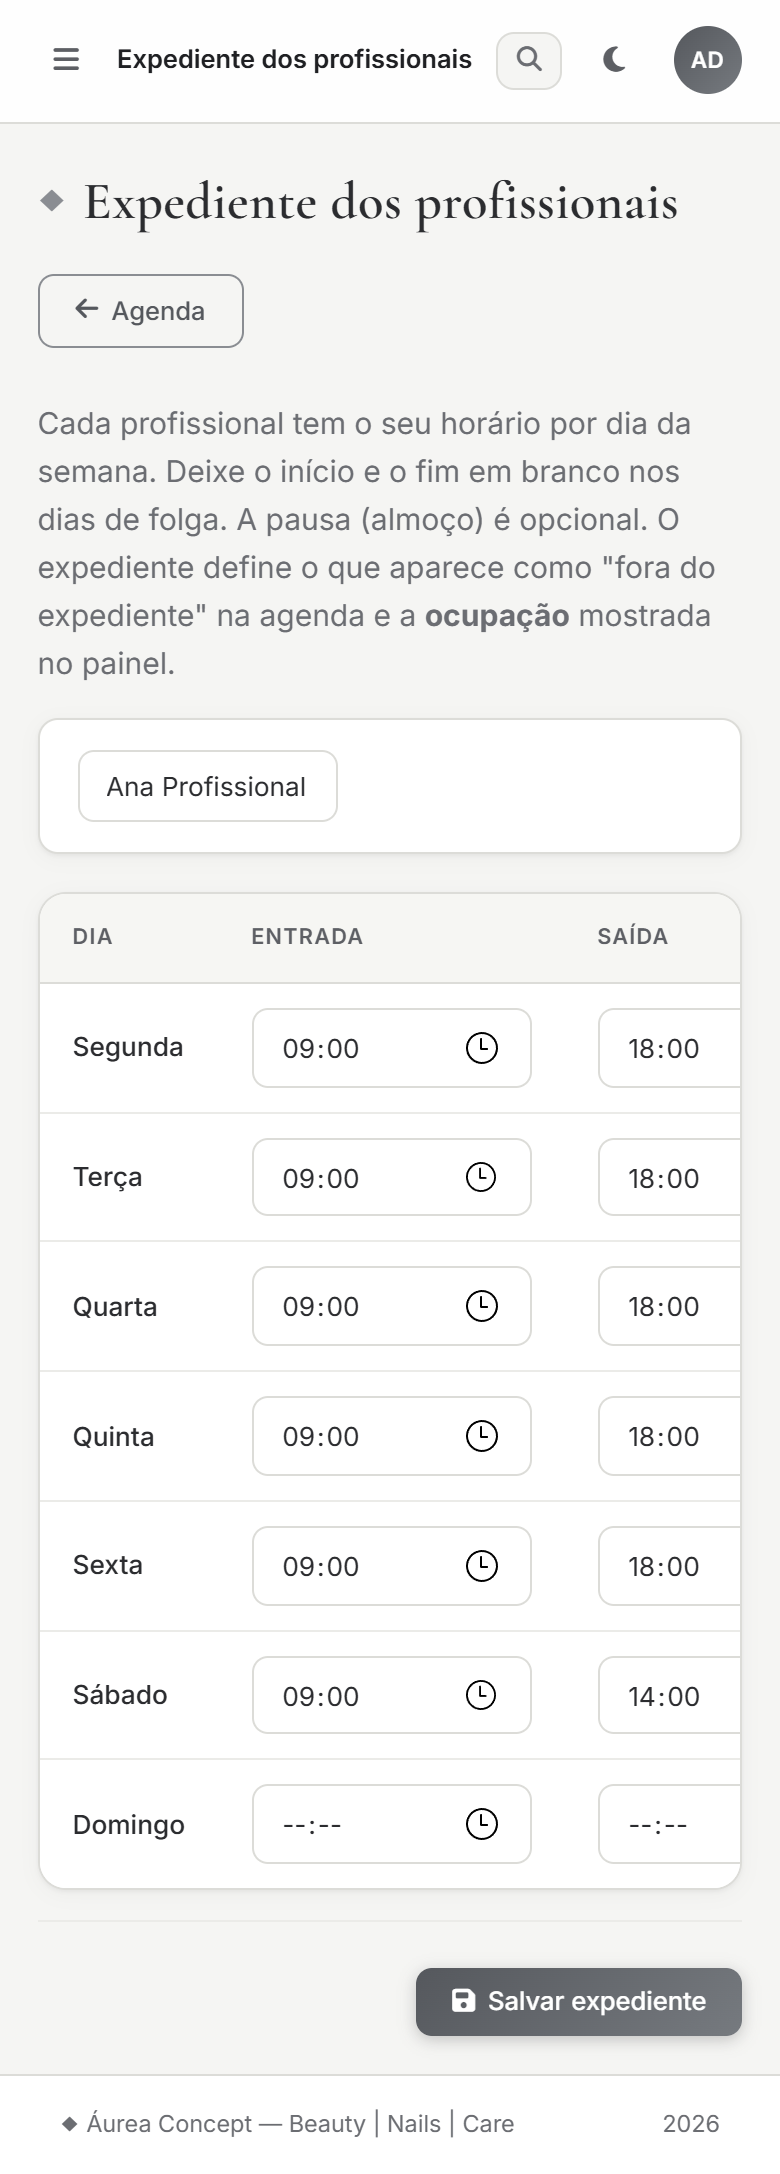 Expediente dos profissionais
AD
Expediente dos profissionais
Agenda
Cada profissional tem o seu horário por dia da
semana. Deixe o início e o fim em branco nos
dias de folga. A pausa (almoço) é opcional. O
expediente define o que aparece como "fora do
expediente" na agenda e a ocupação mostrada
no painel.
Ana Profissional
DIA ENTRADA SAÍDA
Segunda 09:00 18:00
Terça 09:00 18:00
Quarta 09:00 18:00
Quinta 09:00 18:00
Sexta 09:00 18:00
Sábado 09:00 14:00
Domingo --:-- --:--
Salvar expediente
Áurea Concept — Beauty | Nails | Care 2026